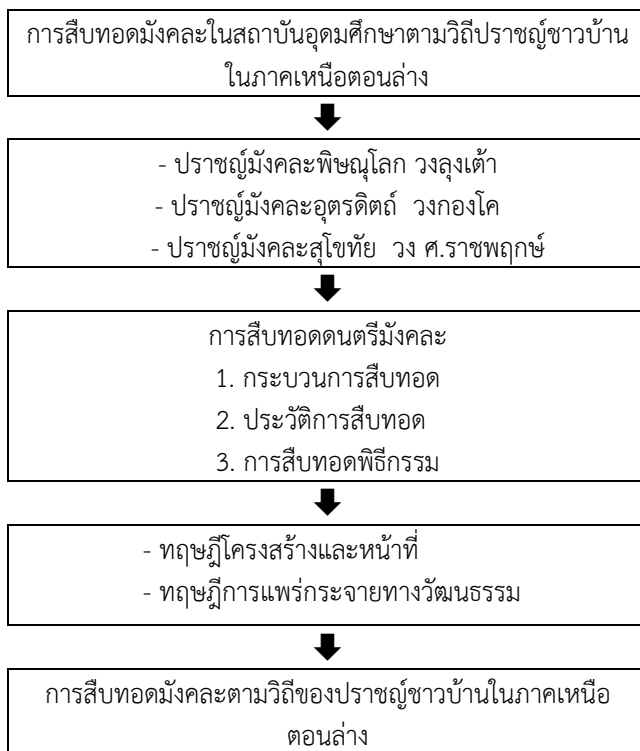 การสืบทอดมังคละในสถาบันอุดมศึกษาตามวิถีปราชญ์ชาวบ้าน
ในภาคเหนือตอนล่าง
- ปราชญ์มังคละพิษณุโลก วงลุงเต้า
- ปราชญ์มังคละอุตรดิตถ์ วงกองโค
- ปราชญ์มังคละสุโขทัย วง ศ.ราชพฤกษ์
การสืบทอดดนตรีมังคละ
1. กระบวนการสืบทอด
2. ประวัติการสืบทอด
3. การสืบทอดพิธีกรรม
- ทฤษฎีโครงสร้างและหน้าที่
- ทฤษฎีการแพร่กระจายทางวัฒนธรรม
การสืบทอดมังคละตามวิถีของปราชญ์ชาวบ้านในภาคเหนือ
ตอนล่าง